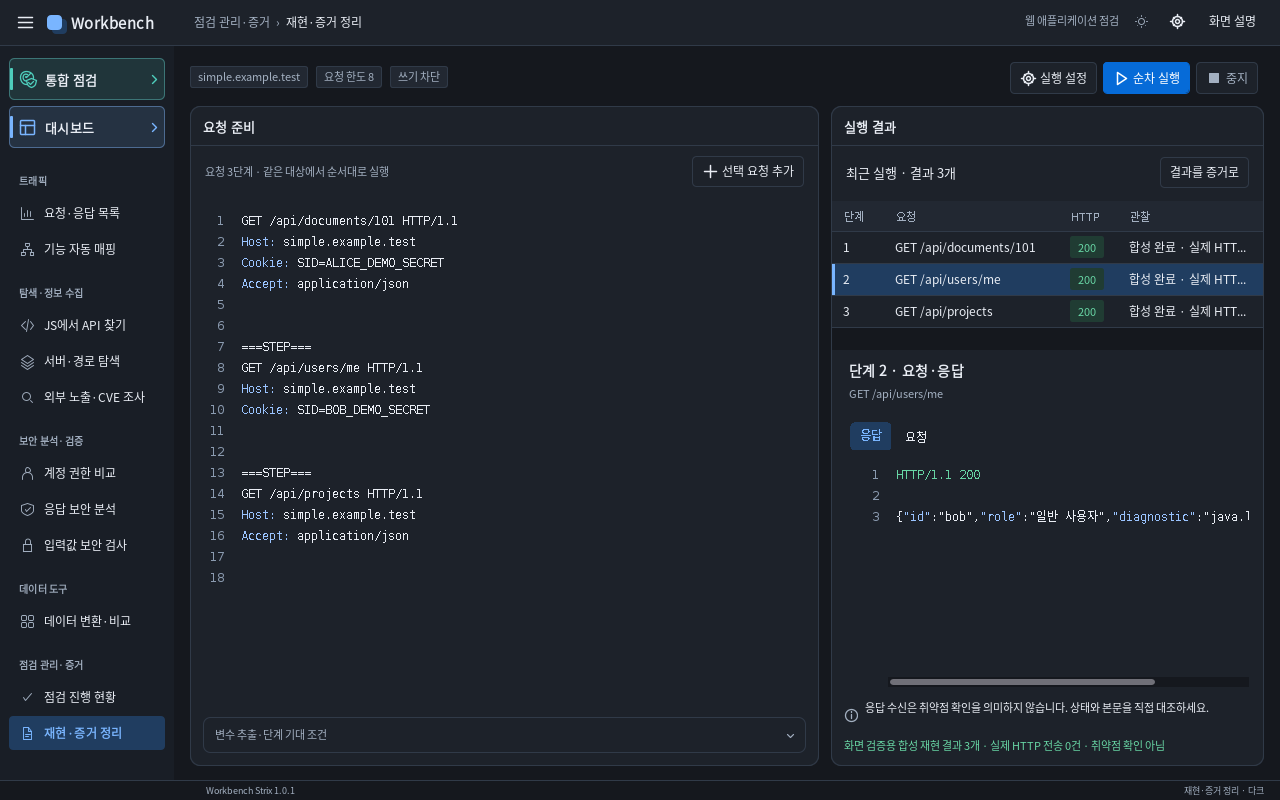 Workbench
점검 관리·증거 › 재현·증거 정리
웹 애플리케이션 점검
화면 설명
통합 점검
대시보드
트래픽
요청·응답 목록
기능 자동 매핑
탐색·정보 수집
JS에서 API 찾기
서버·경로 탐색
외부 노출·CVE 조사
보안 분석·검증
계정 권한 비교
응답 보안 분석
입력값 보안 검사
데이터 도구
데이터 변환·비교
점검 관리·증거
점검 진행 현황
재현·증거 정리
simple.example.test 요청 한도 8 쓰기 차단
실행 설정 순차 실행 중지
요청 준비
요청 3단계 · 같은 대상에서 순서대로 실행
선택 요청 추가
1 GET /api/documents/101 HTTP/1.1
2 Host: simple.example.test
3 Cookie: SID=ALICE_DEMO_SECRET
4 Accept: application/json
5
6
7 ===STEP===
8 GET /api/users/me HTTP/1.1
9 Host: simple.example.test
10 Cookie: SID=BOB_DEMO_SECRET
11
12
13 ===STEP===
14 GET /api/projects HTTP/1.1
15 Host: simple.example.test
16 Accept: application/json
17
18
변수 추출·단계 기대 조건
실행 결과
최근 실행 · 결과 3개
결과를 증거로
단계 요청 HTTP 관찰
1 GET /api/documents/101 200 합성 완료 · 실제 HTT...
2 GET /api/users/me 200 합성 완료 · 실제 HTT...
3 GET /api/projects 200 합성 완료 · 실제 HTT...
단계 2 · 요청·응답
GET /api/users/me
응답 요청
1 HTTP/1.1 200
2
3 {"id":"bob","role":"일반 사용자","diagnostic":"java.l
응답 수신은 취약점 확인을 의미하지 않습니다. 상태와 본문을 직접 대조하세요.
화면 검증용 합성 재현 결과 3개 · 실제 HTTP 전송 0건 · 취약점 확인 아님
Workbench Strix 1.0.1
재현·증거 정리 · 다크